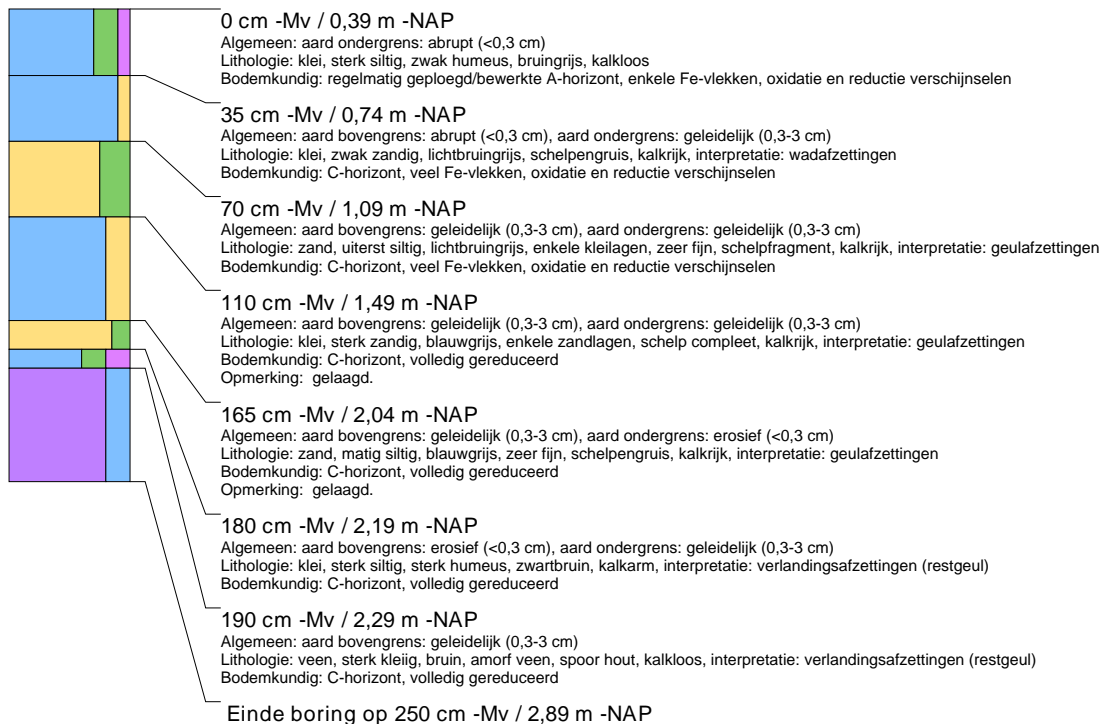 0 cm -Mv / 0,39 m -NAP
Algemeen: aard ondergrens: abrupt (<0,3 cm)
Lithologie: klei, sterk siltig, zwak humeus, bruingrijs, kalkloos
Bodemkundig: regelmatig geploegd/bewerkte A-horizont, enkele Fe-vlekken, oxidatie en reductie verschijnselen
35 cm -Mv / 0,74 m -NAP
Algemeen: aard bovengrens: abrupt (<0,3 cm), aard ondergrens: geleidelijk (0,3-3 cm)
Lithologie: klei, zwak zandig, lichtbruingrijs, schelpengruis, kalkrijk, interpretatie: wadafzettingen
Bodemkundig: C-horizont, veel Fe-vlekken, oxidatie en reductie verschijnselen
70 cm -Mv / 1,09 m -NAP
Algemeen: aard bovengrens: geleidelijk (0,3-3 cm), aard ondergrens: geleidelijk (0,3-3 cm)
Lithologie: zand, uiterst siltig, lichtbruingrijs, enkele kleilagen, zeer fijn, schelpfragment, kalkrijk, interpretatie: geulafzettingen
Bodemkundig: C-horizont, veel Fe-vlekken, oxidatie en reductie verschijnselen
110 cm -Mv / 1,49 m -NAP
Algemeen: aard bovengrens: geleidelijk (0,3-3 cm), aard ondergrens: geleidelijk (0,3-3 cm)
Lithologie: klei, sterk zandig, blauwgrijs, enkele zandlagen, schelp compleet, kalkrijk, interpretatie: geulafzettingen
Bodemkundig: C-horizont, volledig gereduceerd
Opmerking: gelaagd.
165 cm -Mv / 2,04 m -NAP
Algemeen: aard bovengrens: geleidelijk (0,3-3 cm), aard ondergrens: erosief (<0,3 cm)
Lithologie: zand, matig siltig, blauwgrijs, zeer fijn, schelpengruis, kalkrijk, interpretatie: geulafzettingen
Bodemkundig: C-horizont, volledig gereduceerd
Opmerking: gelaagd.
180 cm -Mv / 2,19 m -NAP
Algemeen: aard bovengrens: erosief (<0,3 cm), aard ondergrens: geleidelijk (0,3-3 cm)
Lithologie: klei, sterk siltig, sterk humeus, zwartbruin, kalkarm, interpretatie: verlandingsafzettingen (restgeul)
Bodemkundig: C-horizont, volledig gereduceerd
190 cm -Mv / 2,29 m -NAP
Algemeen: aard bovengrens: geleidelijk (0,3-3 cm)
Lithologie: veen, sterk kleiig, bruin, amorf veen, spoor hout, kalkloos, interpretatie: verlandingsafzettingen (restgeul)
Bodemkundig: C-horizont, volledig gereduceerd
Einde boring op 250 cm -Mv / 2,89 m -NAP